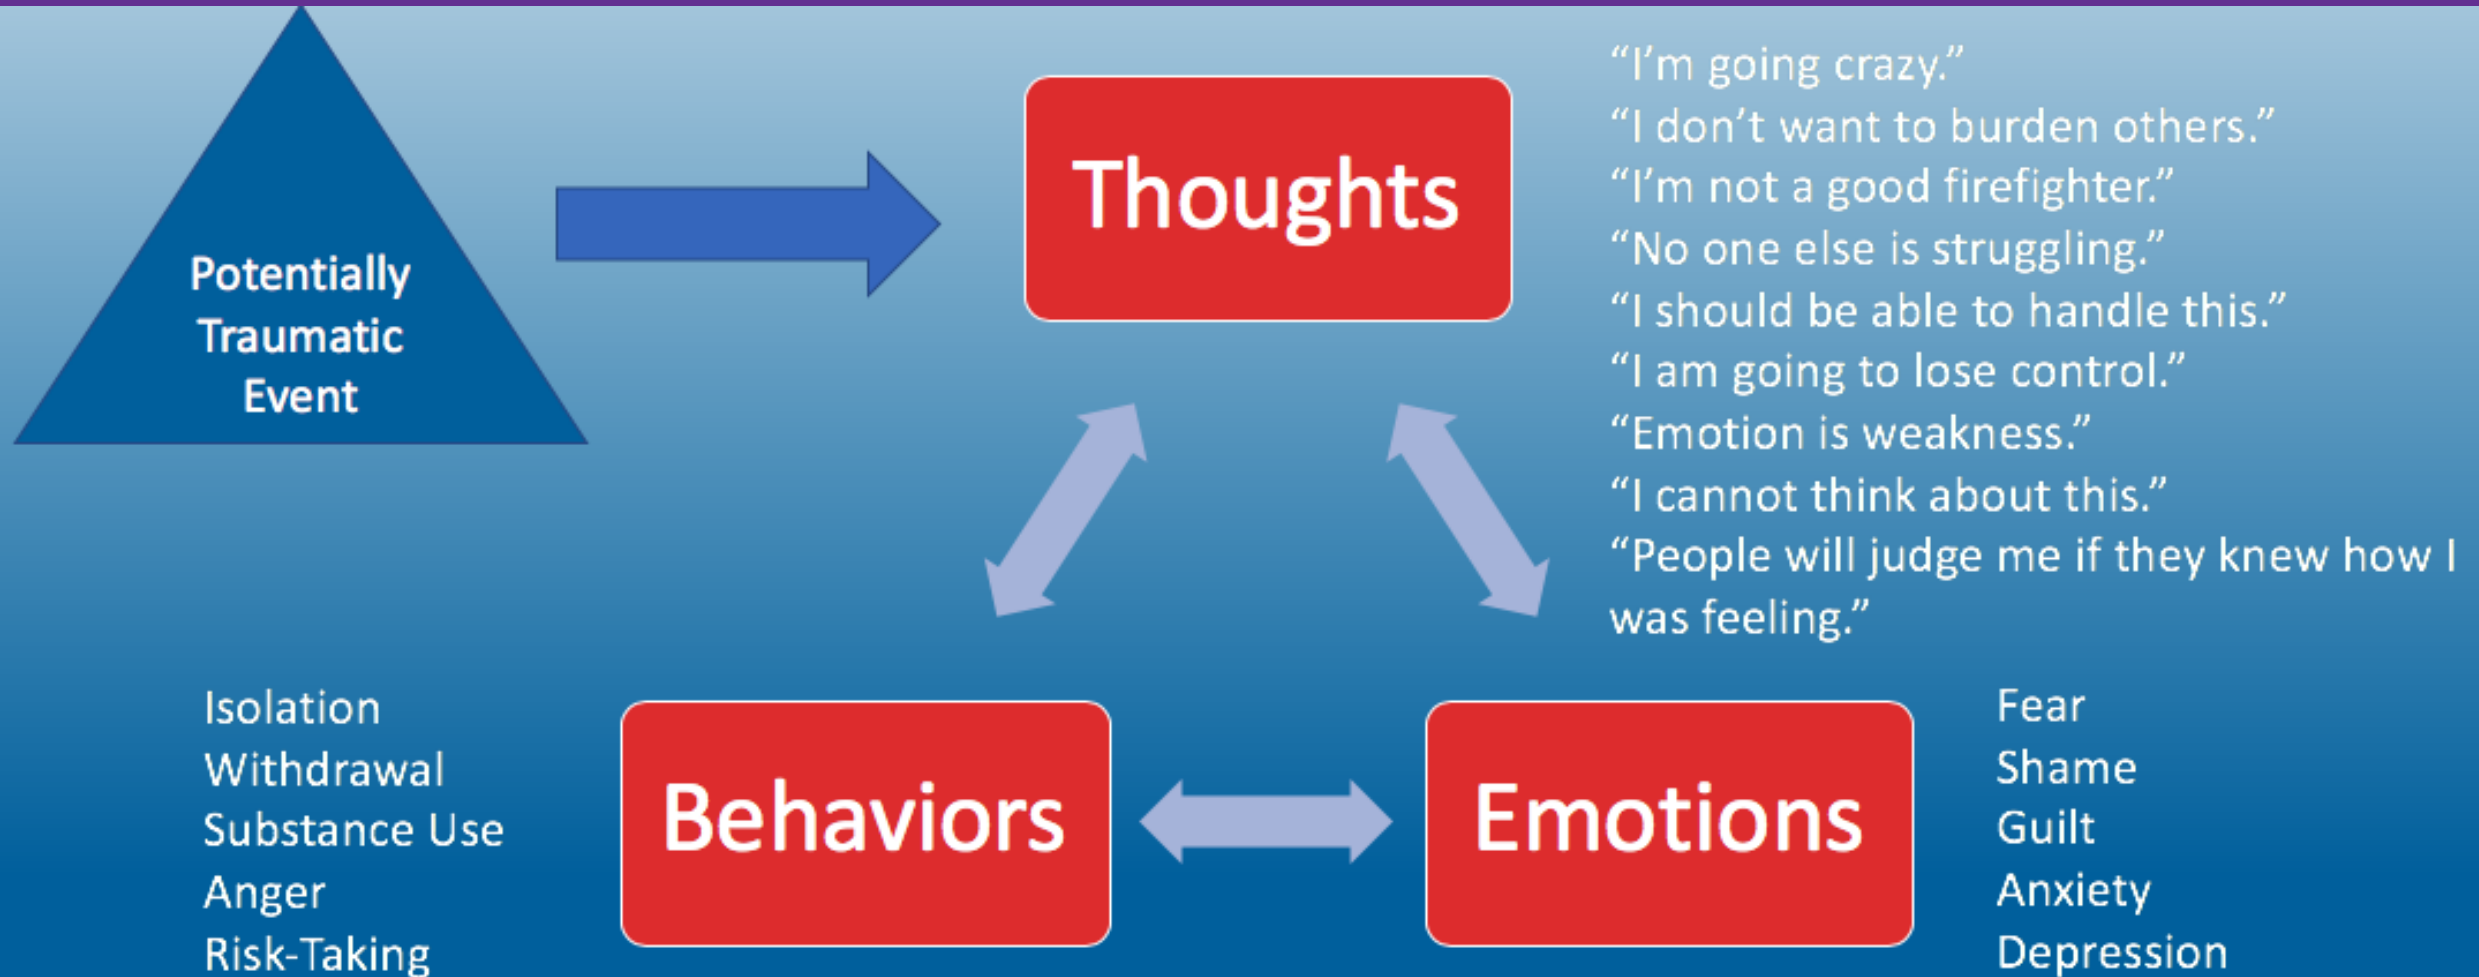 Potentially
Traumatic
Event
Thoughts
“I’m going crazy.”
“I don’t want to burden others.”
“I’m not a good firefighter.”
“No one else is struggling.”
“I should be able to handle this.”
“I am going to lose control.”
“Emotion is weakness.”
“I cannot think about this.”
“People will judge me if they knew how I
was feeling.”
Isolation
Withdrawal
Substance Use
Anger
Risk-Taking
Behaviors
Emotions
Fear
Shame
Guilt
Anxiety
Depression